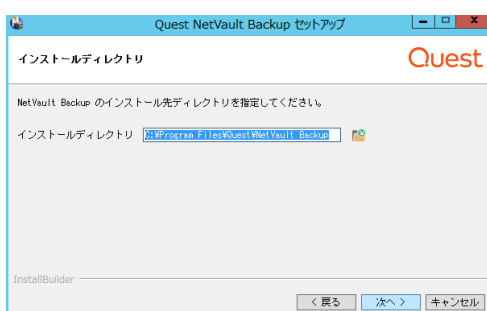 Quest NetVault Backup セットアップ
インストールディレクトリ
Quest
NetVault Backup のインストール先ディレクトリを指定してください。
インストールディレクトリ C:¥Program Files¥Quest¥NetVault Backup
InstallBuilder
< 戻る 次へ > キャンセル